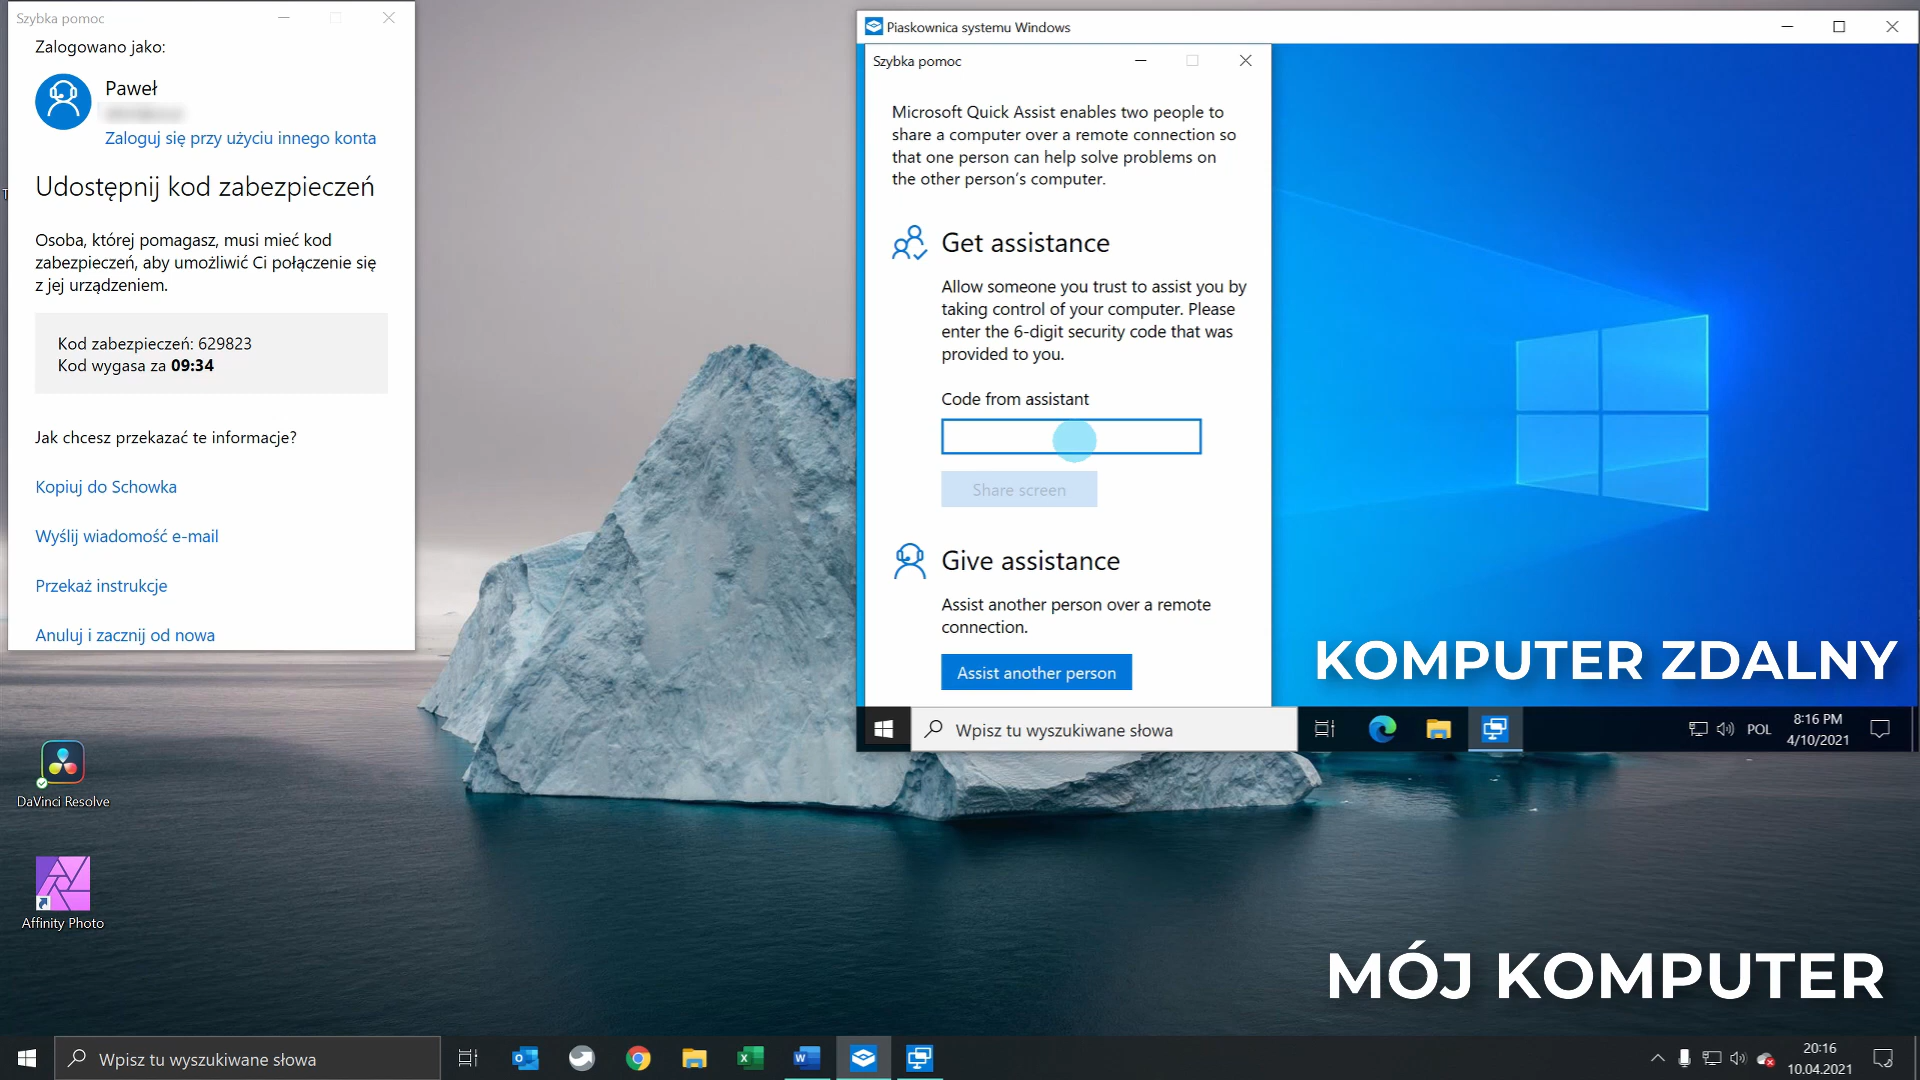 Szybka pomoc
Zalogowano jako:
Paweł
Zaloguj się przy użyciu innego konta
Udostępnij kod zabezpieczeń
Osoba, której pomagasz, musi mieć kod
zabezpieczeń, aby umożliwić Ci połączenie się
z jej urządzeniem.
Kod zabezpieczeń: 629823
Kod wygasa za 09:34
Jak chcesz przekazać te informacje?
Kopiuj do Schowka
Wyślij wiadomość e-mail
Przekaż instrukcje
Anuluj i zacznij od nowa
Piaskownica systemu Windows
Szybka pomoc
Microsoft Quick Assist enables two people to
share a computer over a remote connection so
that one person can help solve problems on
the other person's computer.
Get assistance
Allow someone you trust to assist you by
taking control of your computer. Please
enter the 6-digit security code that was
provided to you.
Code from assistant
Share screen
Give assistance
Assist another person over a remote
connection.
Assist another person
KOMPUTER ZDALNY
Wpisz tu wyszukiwane słowa
POL
8:16 PM
4/10/2021
DaVinci Resolve
Affinity Photo
MÓJ KOMPUTER
Wpisz tu wyszukiwane słowa
20:16
10.04.2021